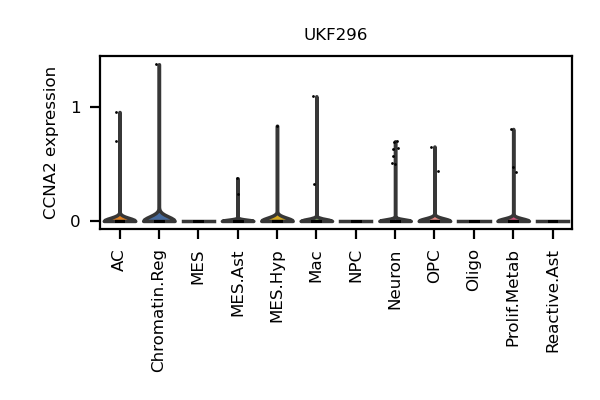 UKF296
CCNA2 expression
1
0
AC
Chromatin.Reg
MES
MES.Ast
MES.Hyp
Mac
NPC
Neuron
OPC
Oligo
Prolif.Metab
Reactive.Ast